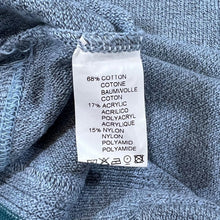 68% COTTON
COTONE
BAUMWOLLE
COTON
17% ACRYLIC
ACRILICO
POLYACRYL
ACRYLIQUE
15% NYLON
NYLON
POLYAMID
POLYAMIDE